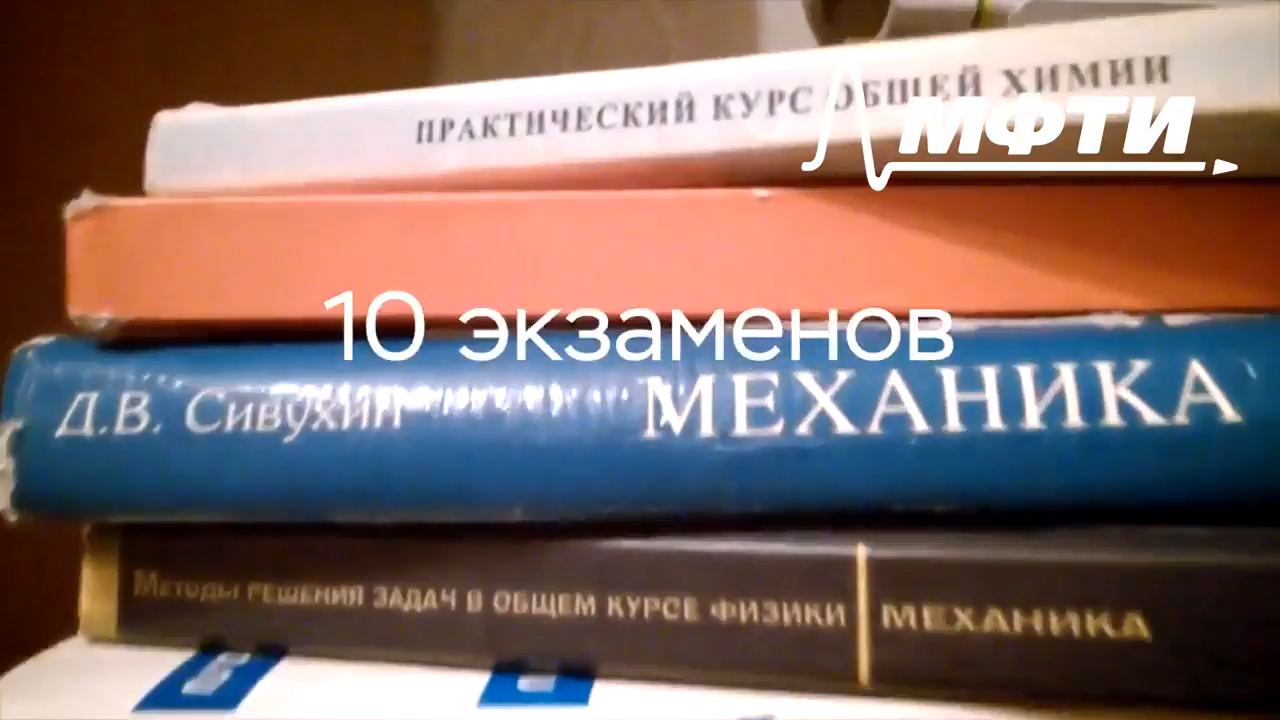 ПРАКТИЧЕСКИЙ КУРС ОБЩЕЙ ХИМИИ
МФТИ
10 экзаменов
Д.В. Сивухин МЕХАНИКА
МЕТОДЫ РЕШЕНИЯ ЗАДАЧ В ОБЩЕМ КУРСЕ ФИЗИКИ МЕХАНИКА